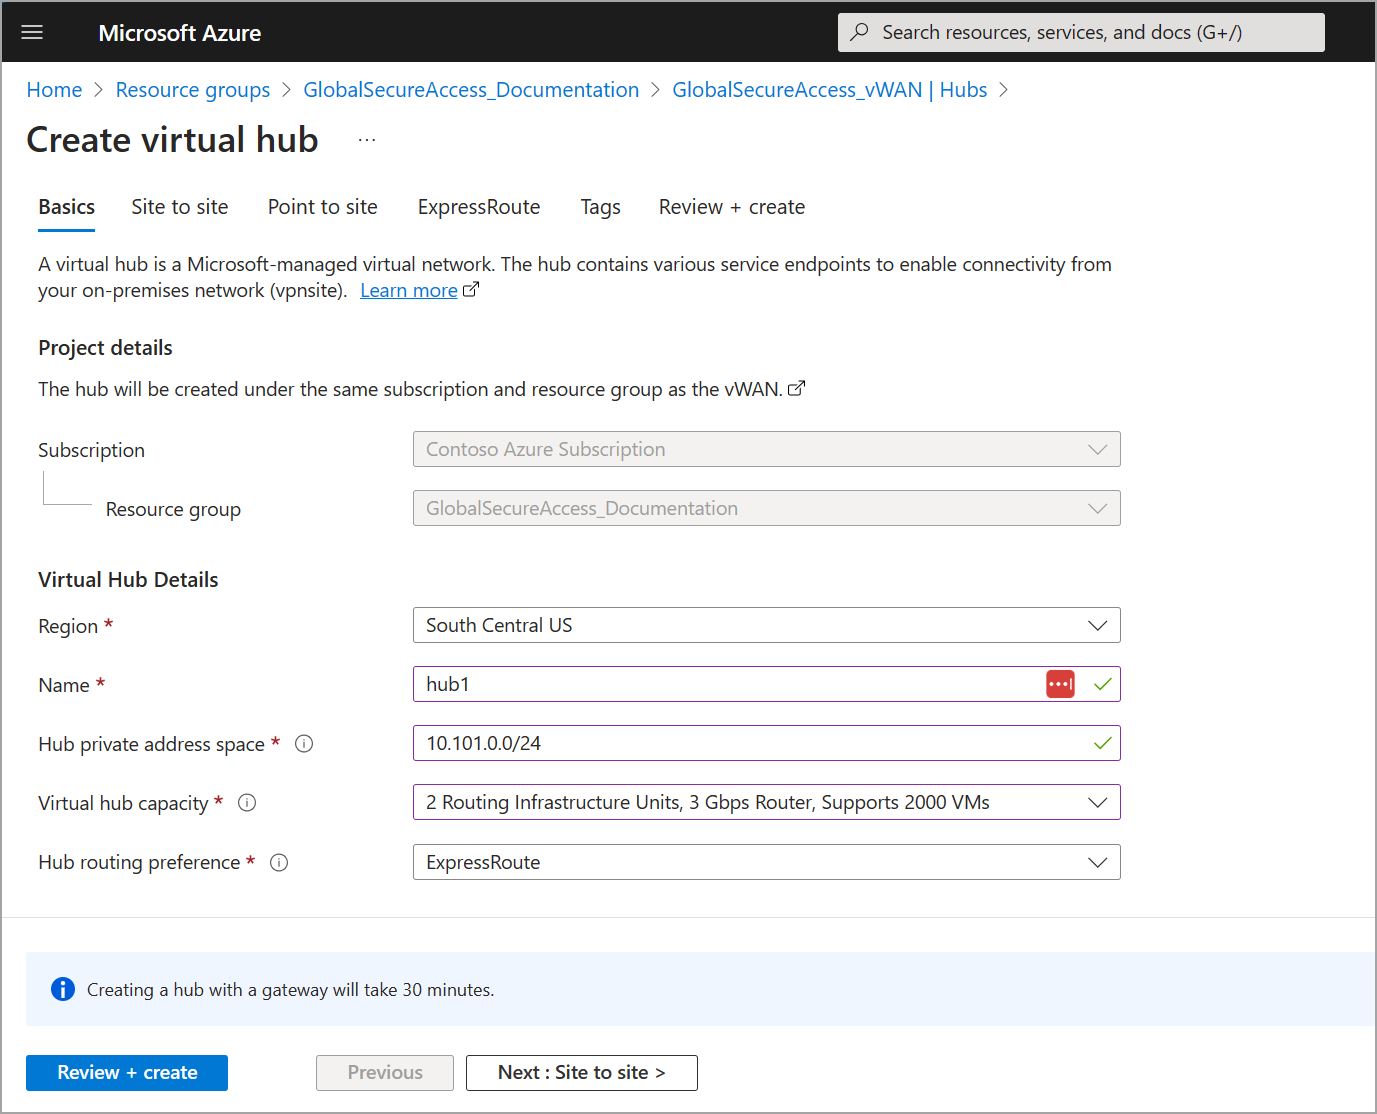 Microsoft Azure
Search resources, services, and docs (G+/)
Home > Resource groups > GlobalSecureAccess_Documentation > GlobalSecureAccess_vWAN | Hubs >
Create virtual hub ...
Basics Site to site Point to site ExpressRoute Tags Review + create
A virtual hub is a Microsoft-managed virtual network. The hub contains various service endpoints to enable connectivity from
your on-premises network (vpnsite). Learn more
Project details
The hub will be created under the same subscription and resource group as the vWAN.
Subscription Contoso Azure Subscription
Resource group GlobalSecureAccess_Documentation
Virtual Hub Details
Region * South Central US
Name * hub1
Hub private address space * 10.101.0.0/24
Virtual hub capacity * 2 Routing Infrastructure Units, 3 Gbps Router, Supports 2000 VMs
Hub routing preference * ExpressRoute
Creating a hub with a gateway will take 30 minutes.
Review + create Previous Next : Site to site >